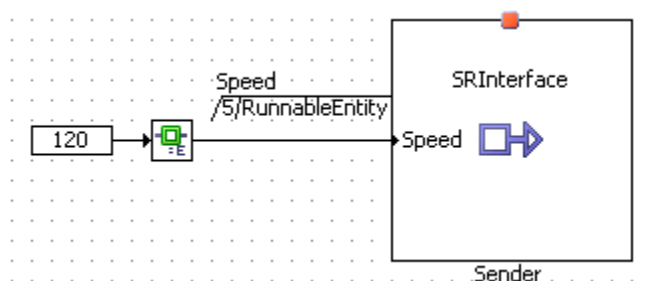 Speed
/5/RunnableEntity
SRInterface
120
=E
Speed
Sender